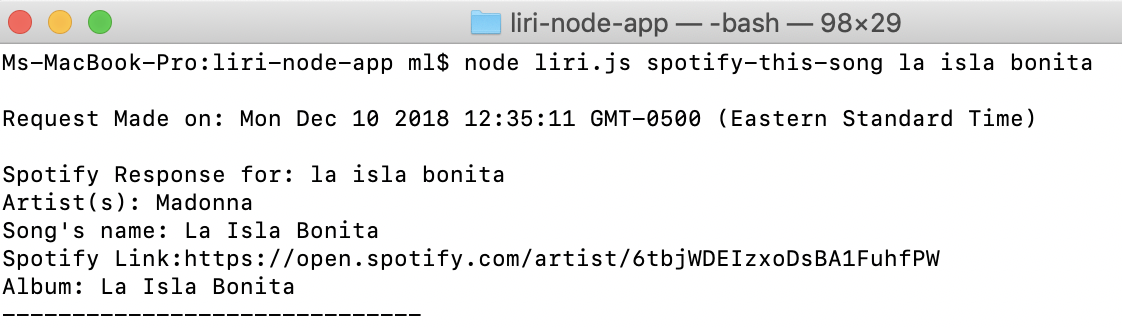 liri-node-app — -bash — 98×29
Ms-MacBook-Pro:liri-node-app ml$ node liri.js spotify-this-song la isla bonita
Request Made on: Mon Dec 10 2018 12:35:11 GMT-0500 (Eastern Standard Time)
Spotify Response for: la isla bonita
Artist(s): Madonna
Song's name: La Isla Bonita
Spotify Link:https://open.spotify.com/artist/6tbjWDEIzxoDsBA1FuhfPW
Album: La Isla Bonita
------------------------------